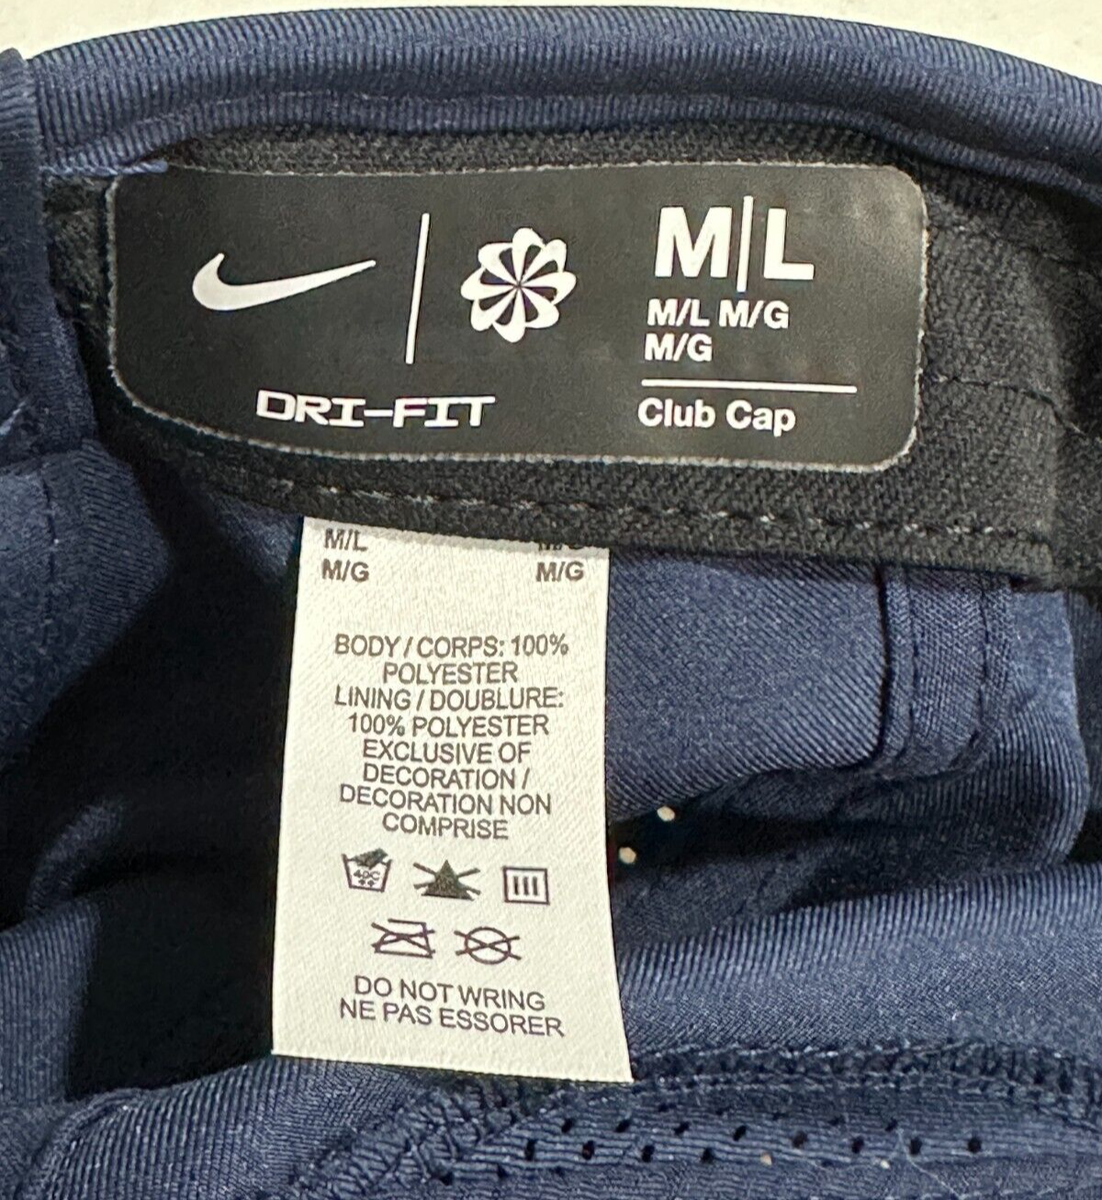 M|L
M/L M/G
M/G
Club Cap
DRI-FIT
M/L
M/G M/G
BODY / CORPS: 100%
POLYESTER
LINING / DOUBLURE:
100% POLYESTER
EXCLUSIVE OF
DECORATION /
DECORATION NON
COMPRISE
DO NOT WRING
NE PAS ESSORER